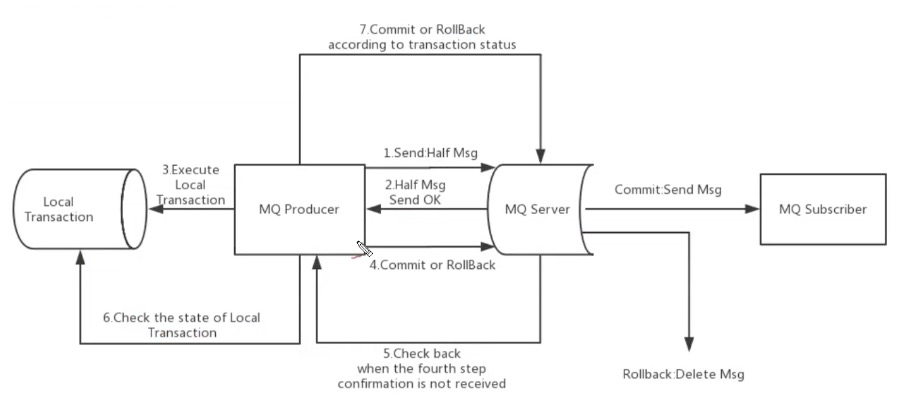 7.Commit or RollBack
according to transaction status
1.Send:Half Msg
3.Execute
Local
Transaction
2.Half Msg
Send OK
Commit:Send Msg
Local
Transaction
MQ Producer
MQ Server
MQ Subscriber
4.Commit or RollBack
6.Check the state of Local
Transaction
5.Check back
when the fourth step
confirmation is not received
Rollback:Delete Msg